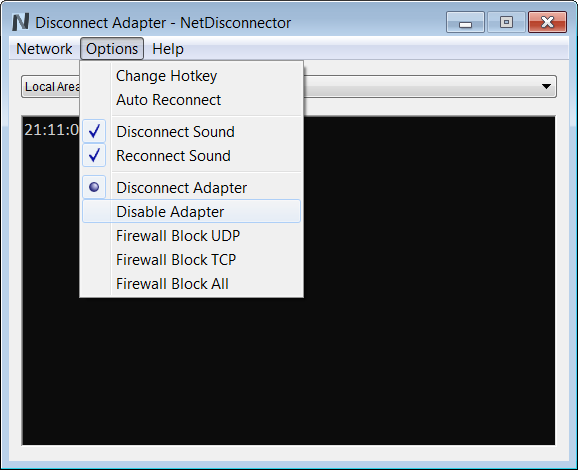 Disconnect Adapter - NetDisconnector
Network Options Help
Change Hotkey
Auto Reconnect
Local Area
Disconnect Sound
21:11:0
Reconnect Sound
Disconnect Adapter
Disable Adapter
Firewall Block UDP
Firewall Block TCP
Firewall Block All